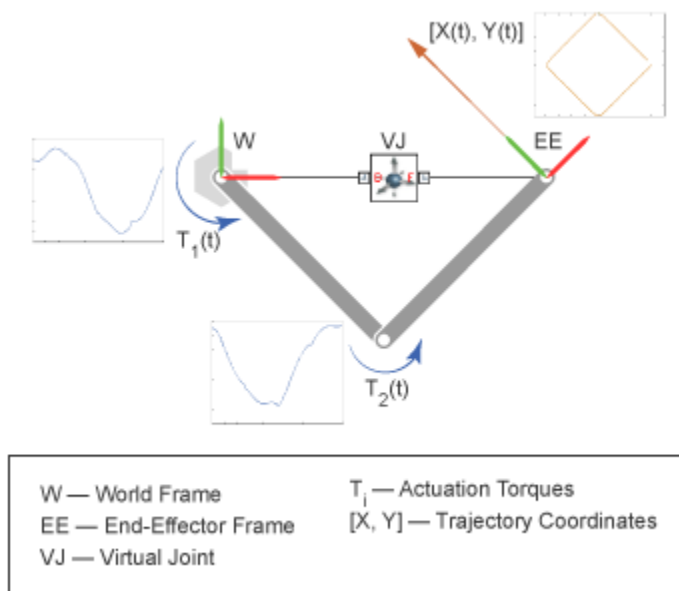 [X(t), Y(t)]
W
VJ
EE
T₁(t)
T₂(t)
W — World Frame
EE — End-Effector Frame
VJ — Virtual Joint
Tᵢ — Actuation Torques
[X, Y] — Trajectory Coordinates